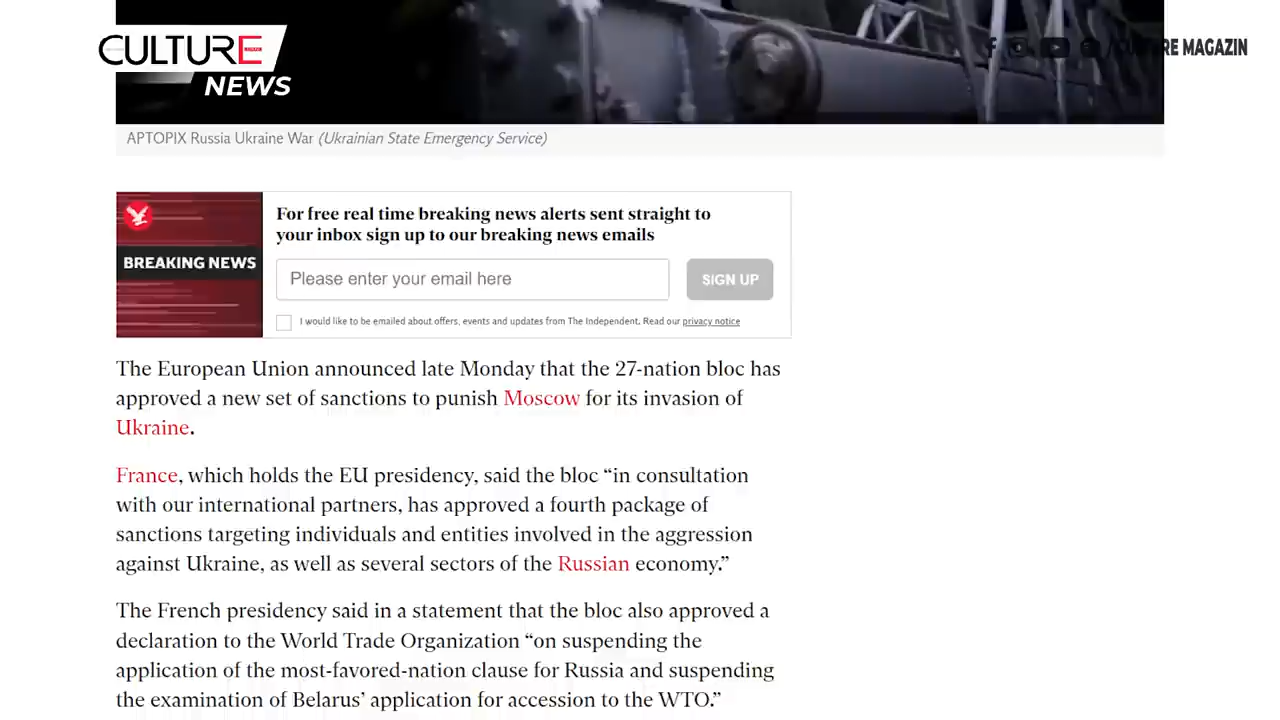 CULTURE
NEWS
RE MAGAZIN
APTOPIX Russia Ukraine War (Ukrainian State Emergency Service)
BREAKING NEWS
For free real time breaking news alerts sent straight to
your inbox sign up to our breaking news emails
Please enter your email here
SIGN UP
I would like to be emailed about offers, events and updates from The Independent. Read our privacy notice
The European Union announced late Monday that the 27-nation bloc has
approved a new set of sanctions to punish Moscow for its invasion of
Ukraine.
France, which holds the EU presidency, said the bloc “in consultation
with our international partners, has approved a fourth package of
sanctions targeting individuals and entities involved in the aggression
against Ukraine, as well as several sectors of the Russian economy.”
The French presidency said in a statement that the bloc also approved a
declaration to the World Trade Organization “on suspending the
application of the most-favored-nation clause for Russia and suspending
the examination of Belarus’ application for accession to the WTO.”